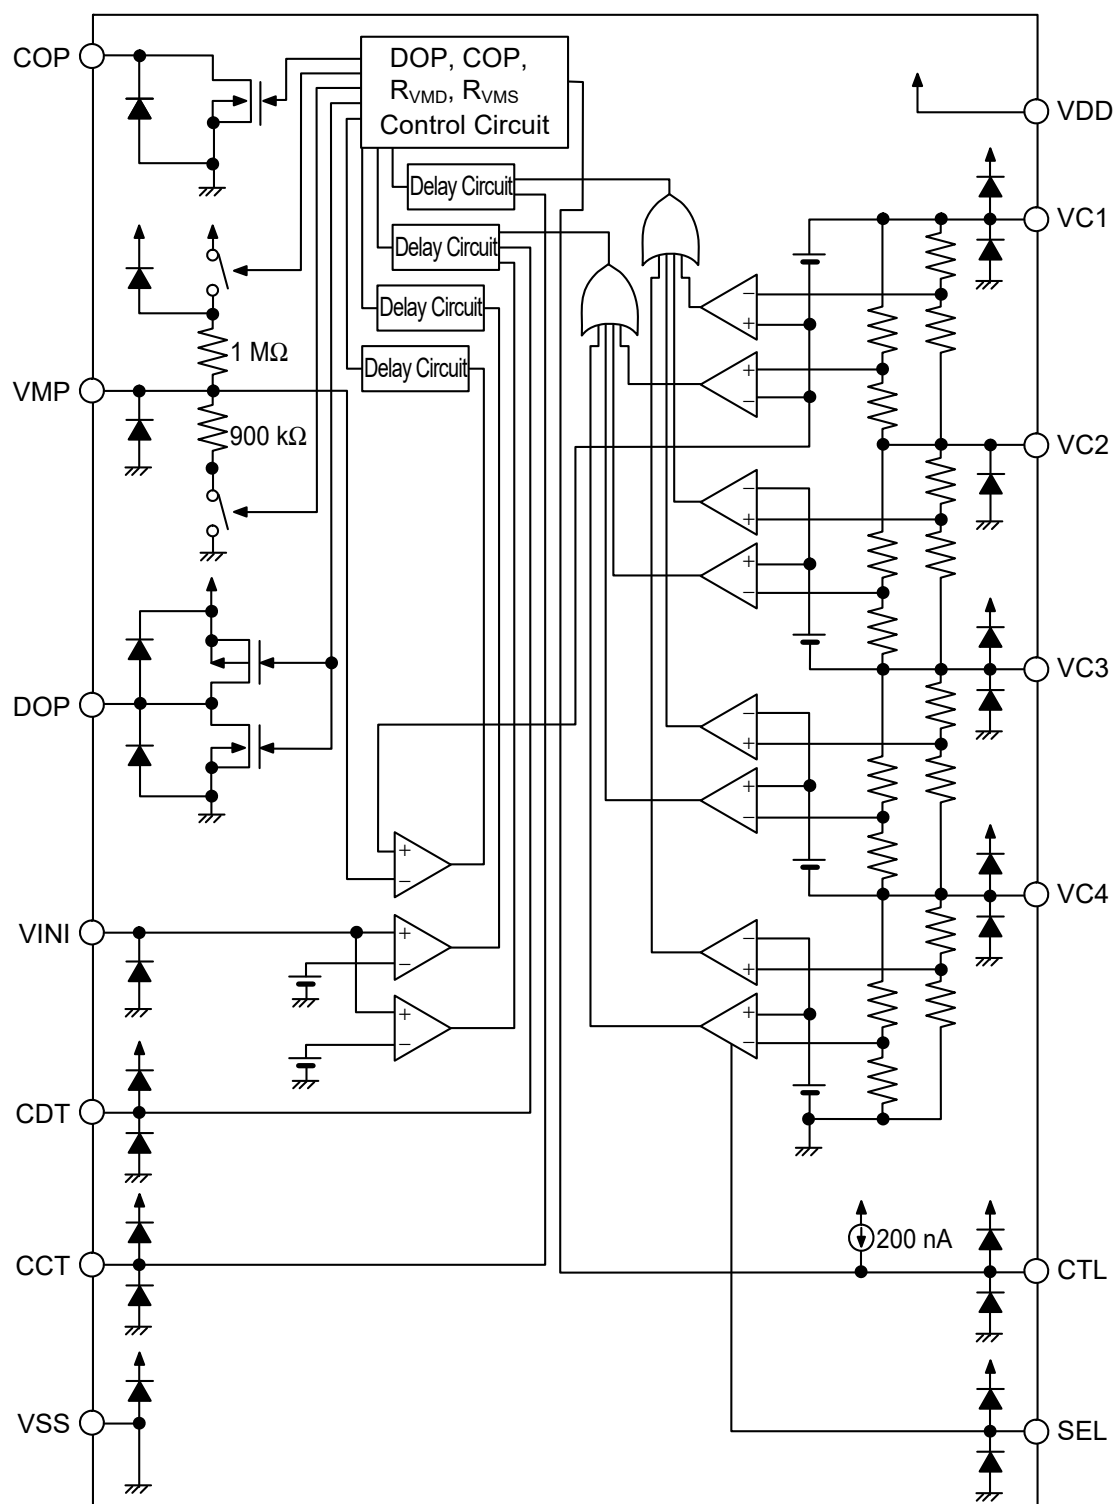 COP
DOP, COP,
RVMD, RVMS
Control Circuit
VDD
Delay Circuit
VC1
Delay Circuit
−
+
Delay Circuit
1 MΩ
Delay Circuit
+
−
VMP
900 kΩ
VC2
−
+
+
−
VC3
DOP
−
+
+
−
+
−
VC4
VINI
+
−
−
+
+
−
+
−
CDT
CCT
200 nA
CTL
VSS
SEL